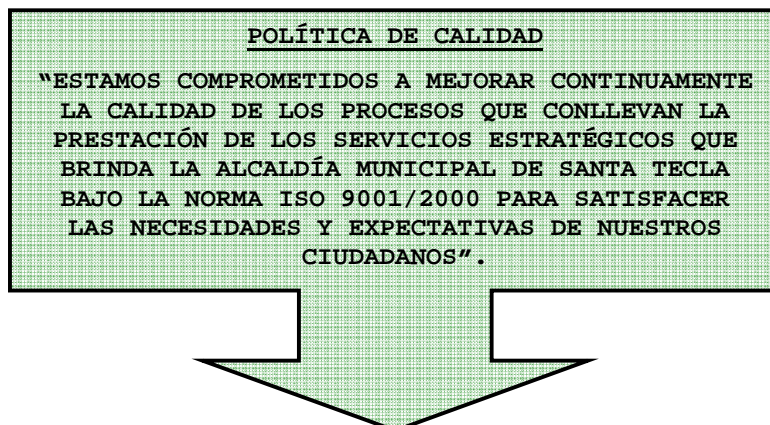 POLÍTICA DE CALIDAD
“ESTAMOS COMPROMETIDOS A MEJORAR CONTINUAMENTE
LA CALIDAD DE LOS PROCESOS QUE CONLLEVAN LA
PRESTACIÓN DE LOS SERVICIOS ESTRATÉGICOS QUE
BRINDA LA ALCALDÍA MUNICIPAL DE SANTA TECLA
BAJO LA NORMA ISO 9001/2000 PARA SATISFACER
LAS NECESIDADES Y EXPECTATIVAS DE NUESTROS
CIUDADANOS”.